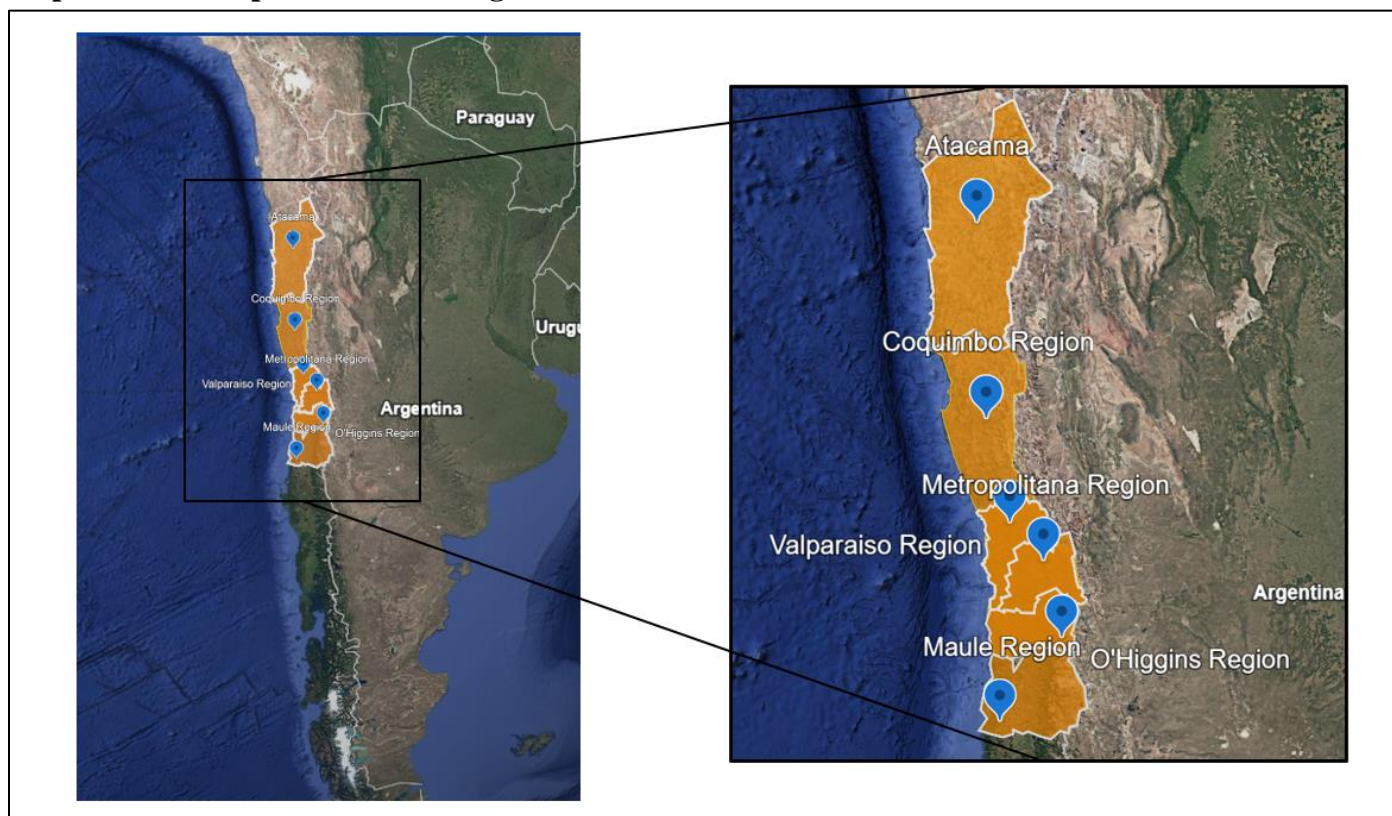 Paraguay
Atacama
Coquimbo Region
Metropolitana Region
Valparaiso Region
Argentina
Maule Region
O'Higgins Region
Urugu
Atacama
Coquimbo Region
Metropolitana Region
Valparaiso Region
Argentina
Maule Region
O'Higgins Region